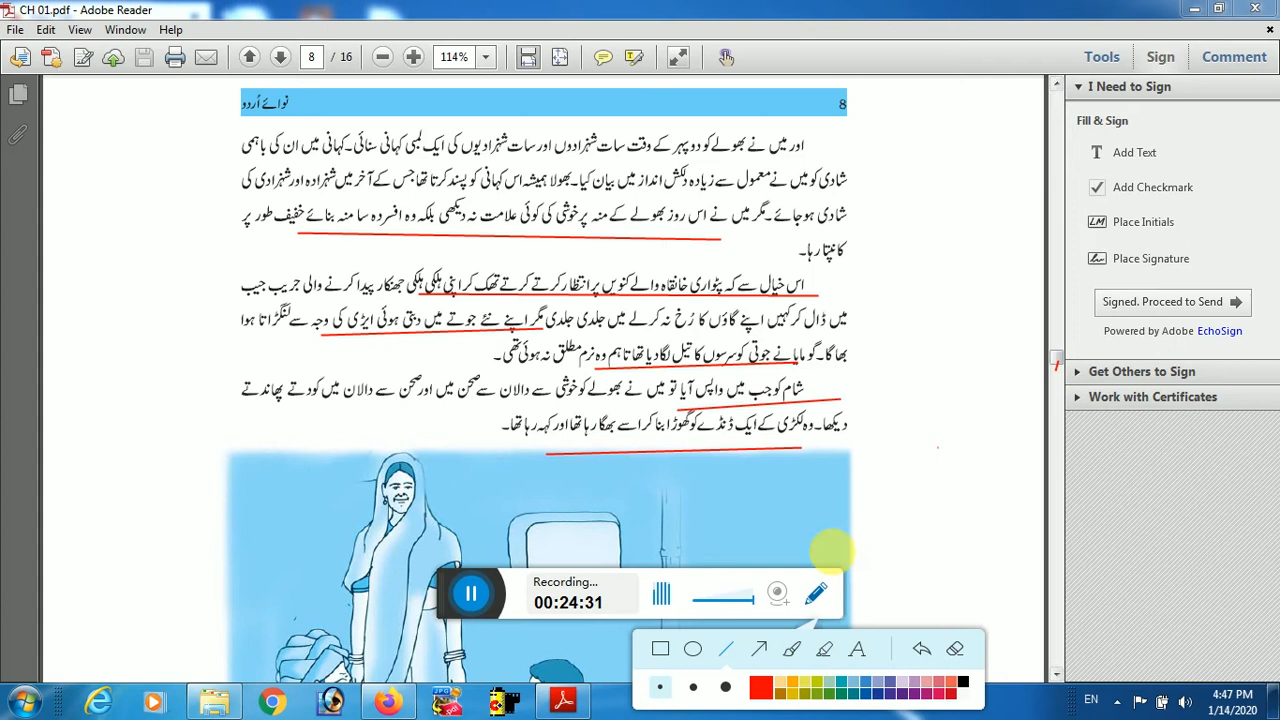 CH 01.pdf - Adobe Reader
File Edit View Window Help
8 / 16 114% Tools Sign Comment
نوائے اُردو 8
اور میں نے بھولے کو دوپہر کے وقت سات شہزادوں اور سات شہزادیوں کی ایک لمبی کہانی سنائی۔ کہانی میں ان کی باہمی
شادی کو میں نے معمول سے زیادہ دلکش انداز میں بیان کیا۔ بھولا ہمیشہ اس کہانی کو پسند کرتا تھا جس کے آخر میں شہزادہ اور شہزادی کی
شادی ہو جائے۔ مگر میں نے اس روز بھولے کے منہ پر خوشی کی کوئی علامت نہ دیکھی بلکہ وہ افسردہ سا منہ بنائے خفیف طور پر
کانپتا رہا۔
اس خیال سے کہ پٹواری خانقاہ والے کنویں پر انتظار کرتے کرتے تھک کر اپنی ہلکی ہلکی جھنکار پیدا کرنے والی جریب جیب
میں ڈال کر کہیں اپنے گاؤں کا رُخ نہ کرلے میں جلدی جلدی مگر اپنے نئے جوتے میں دبتی ہوئی ایڑی کی وجہ سے لنگڑاتا ہوا
بھاگا۔ گو مایا نے جوتی کو سرسوں کا تیل لگا دیا تھا تاہم وہ نرم مطلق نہ ہوئی تھی۔
شام کو جب میں واپس آیا تو میں نے بھولے کو خوشی سے دالان سے صحن میں اور صحن سے دالان میں کودتے پھاندتے
دیکھا۔ وہ لکڑی کے ایک ڈنڈے کو گھوڑا بنا کر اسے بھگا رہا تھا اور کہہ رہا تھا۔
I Need to Sign
Fill & Sign
Add Text
Add Checkmark
Place Initials
Place Signature
Signed. Proceed to Send
Powered by Adobe EchoSign
Get Others to Sign
Work with Certificates
Recording...
00:24:31
EN 4:47 PM
1/14/2020